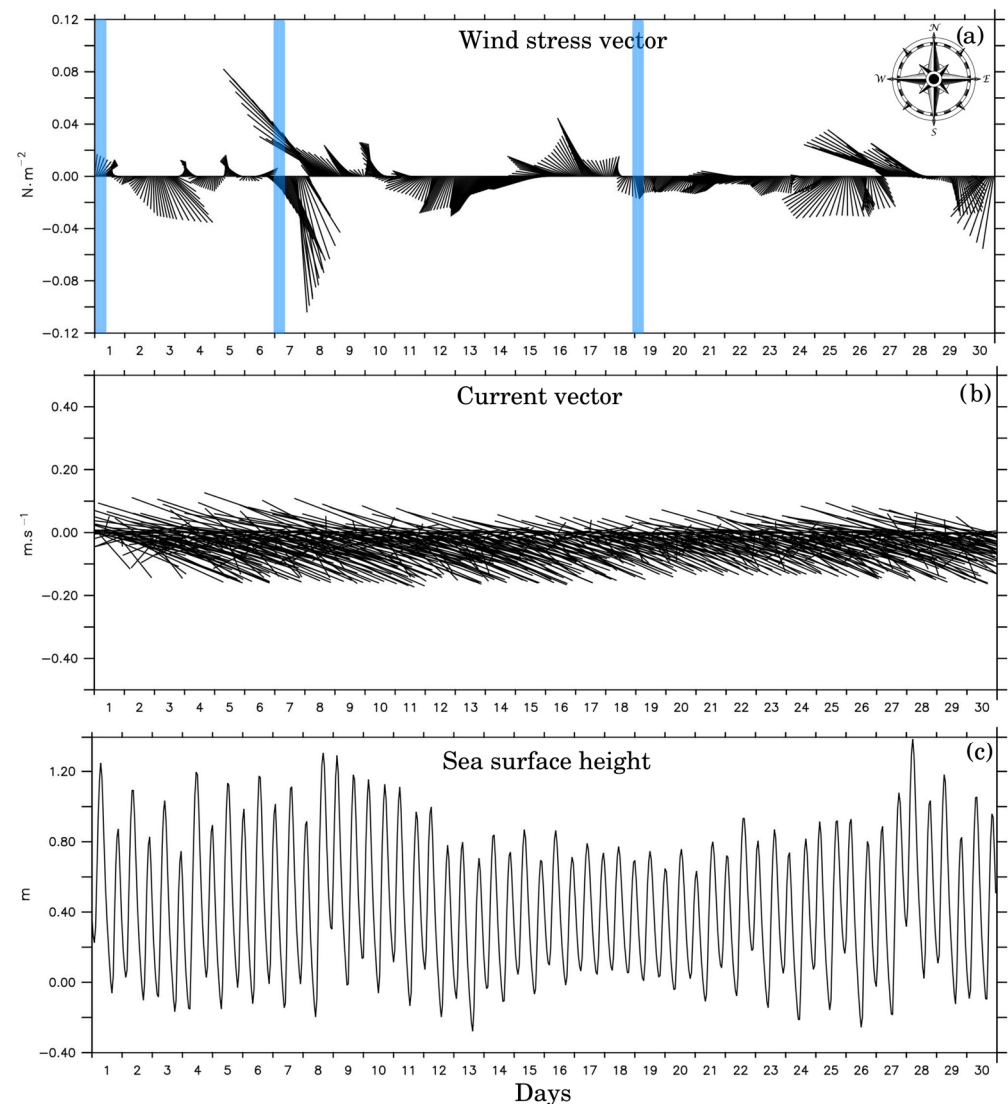 Wind stress vector
(a)
N
W
E
S
0.12
0.08
0.04
0.00
−0.04
−0.08
−0.12
N.m−2
1 2 3 4 5 6 7 8 9 10 11 12 13 14 15 16 17 18 19 20 21 22 23 24 25 26 27 28 29 30
Current vector
(b)
0.40
0.20
0.00
−0.20
−0.40
m.s−1
1 2 3 4 5 6 7 8 9 10 11 12 13 14 15 16 17 18 19 20 21 22 23 24 25 26 27 28 29 30
Sea surface height
(c)
1.20
0.80
0.40
0.00
−0.40
m
1 2 3 4 5 6 7 8 9 10 11 12 13 14 15 16 17 18 19 20 21 22 23 24 25 26 27 28 29 30
Days